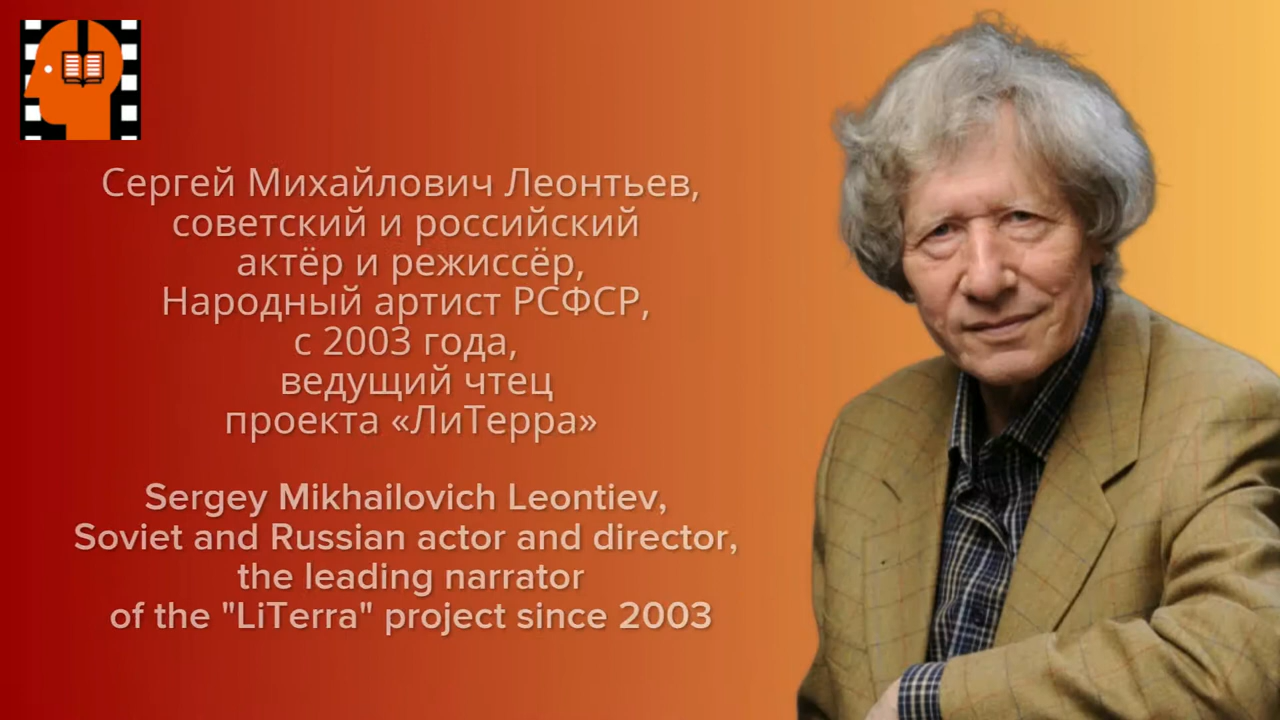 Сергей Михайлович Леонтьев,
советский и российский
актёр и режиссёр,
Народный артист РСФСР,
с 2003 года,
ведущий чтец
проекта «ЛиТерра»
Sergey Mikhailovich Leontiev,
Soviet and Russian actor and director,
the leading narrator
of the "LiTerra" project since 2003